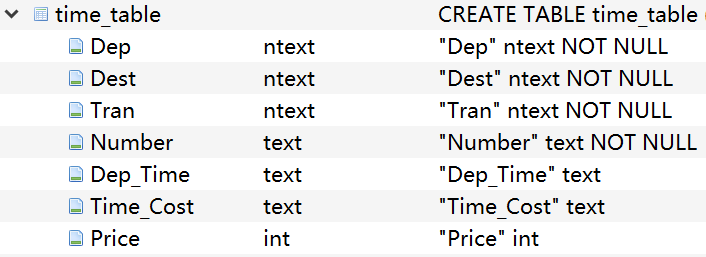 time_table CREATE TABLE time_table (
Dep ntext "Dep" ntext NOT NULL
Dest ntext "Dest" ntext NOT NULL
Tran ntext "Tran" ntext NOT NULL
Number text "Number" text NOT NULL
Dep_Time text "Dep_Time" text
Time_Cost text "Time_Cost" text
Price int "Price" int